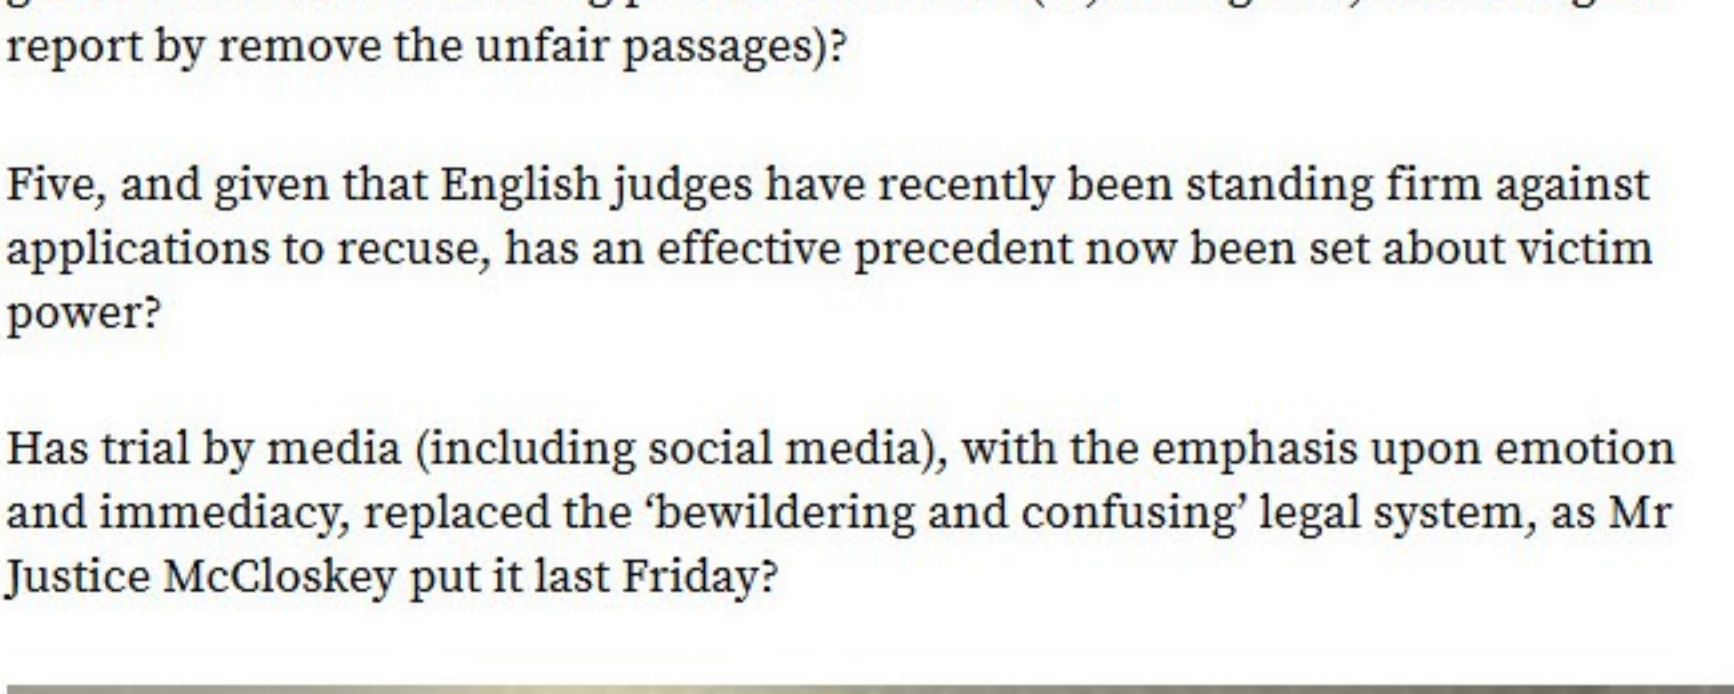 report by remove the unfair passages)?
Five, and given that English judges have recently been standing firm against
applications to recuse, has an effective precedent now been set about victim
power?
Has trial by media (including social media), with the emphasis upon emotion
and immediacy, replaced the ‘bewildering and confusing’ legal system, as Mr
Justice McCloskey put it last Friday?